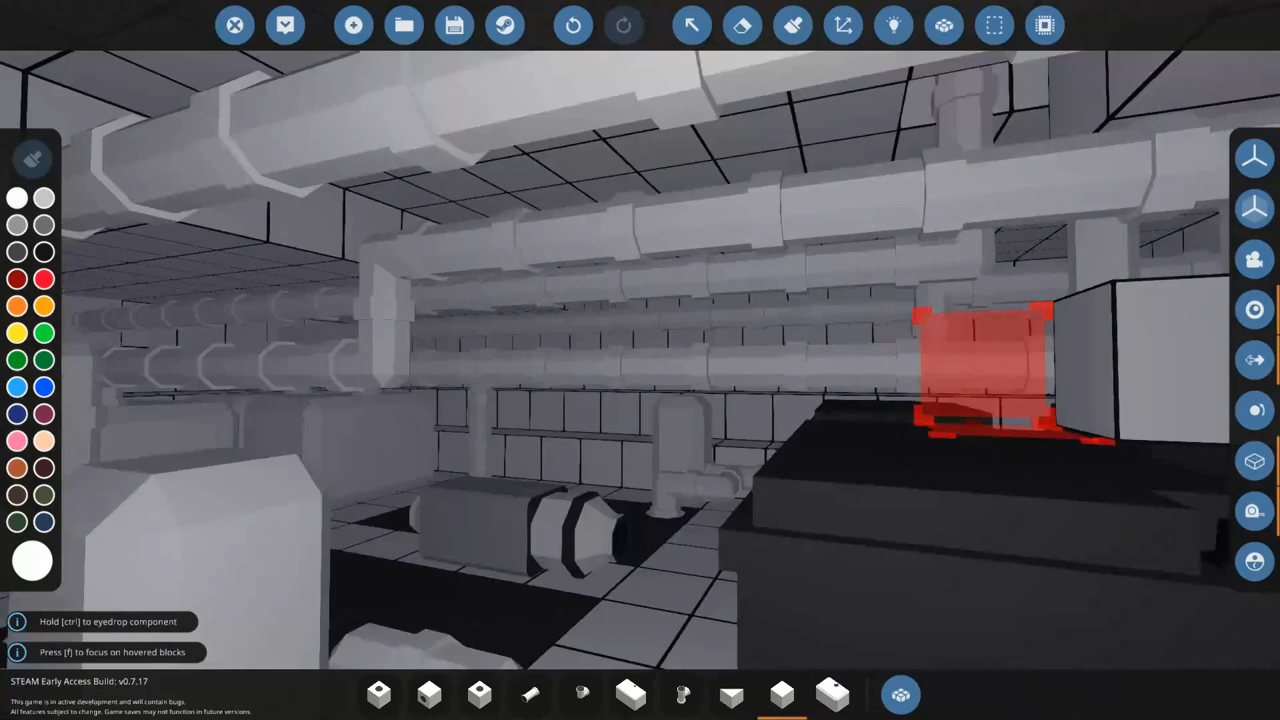 Hold [ctrl] to eyedrop component
Press [f] to focus on hovered blocks
STEAM Early Access Build: v0.7.17
This game is in active development and will contain bugs.
All features subject to change. Game saves may not function in future versions.